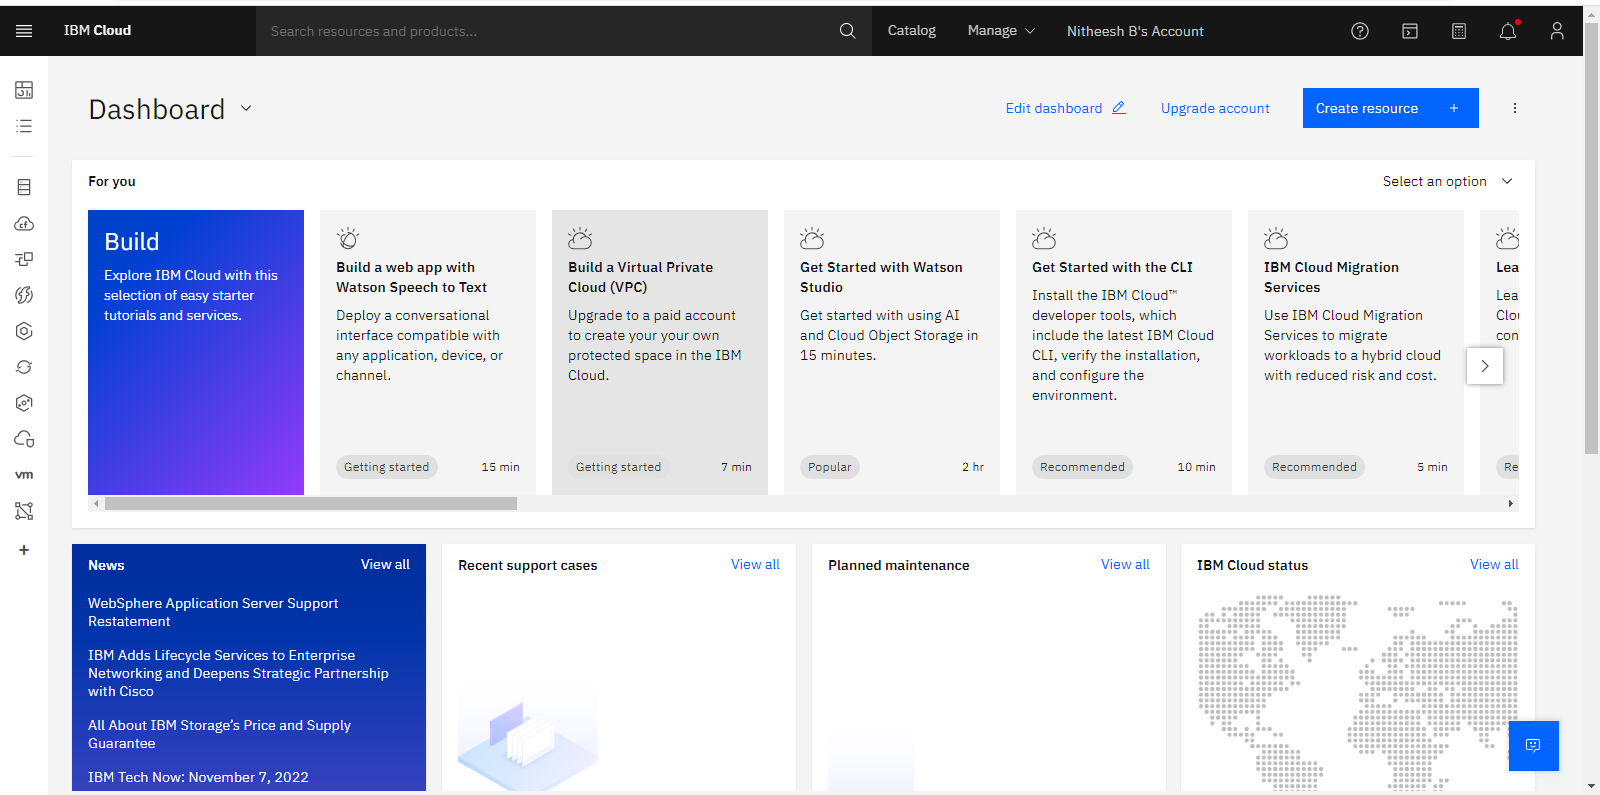 IBM Cloud
Search resources and products...
Catalog
Manage
Nitheesh B's Account
Dashboard
Edit dashboard
Upgrade account
Create resource +
For you
Select an option
Build
Explore IBM Cloud with this
selection of easy starter
tutorials and services.
Build a web app with
Watson Speech to Text
Deploy a conversational
interface compatible with
any application, device, or
channel.
Getting started
15 min
Build a Virtual Private
Cloud (VPC)
Upgrade to a paid account
to create your your own
protected space in the IBM
Cloud.
Getting started
7 min
Get Started with Watson
Studio
Get started with using AI
and Cloud Object Storage in
15 minutes.
Popular
2 hr
Get Started with the CLI
Install the IBM Cloud™
developer tools, which
include the latest IBM Cloud
CLI, verify the installation,
and configure the
environment.
Recommended
10 min
IBM Cloud Migration
Services
Use IBM Cloud Migration
Services to migrate
workloads to a hybrid cloud
with reduced risk and cost.
Recommended
5 min
Lea
Lea
Clou
con
Re
cf
vm
+
News
View all
WebSphere Application Server Support
Restatement
IBM Adds Lifecycle Services to Enterprise
Networking and Deepens Strategic Partnership
with Cisco
All About IBM Storage’s Price and Supply
Guarantee
IBM Tech Now: November 7, 2022
Recent support cases
View all
Planned maintenance
View all
IBM Cloud status
View all